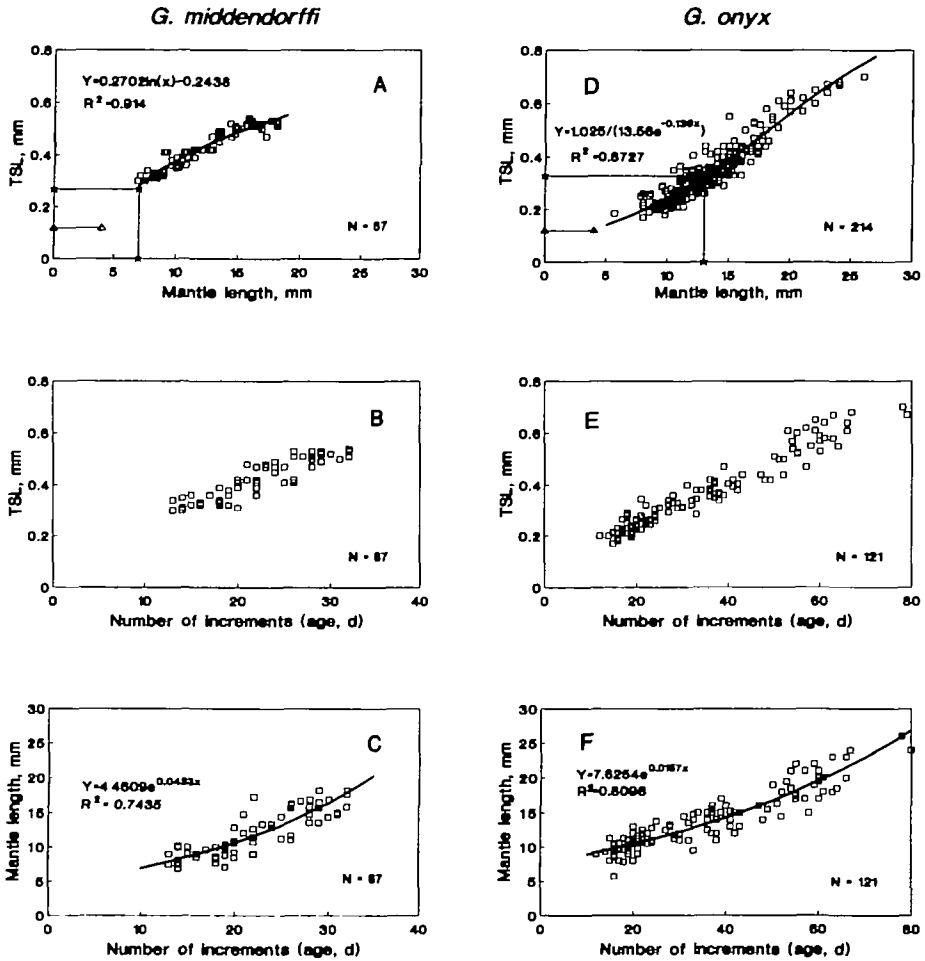 G. middendorffi
G. onyx
0.8
0.6
0.4
0.2
0
TSL, mm
Y=0.2702ln(x)-0.2438
R²-0.914
A
N = 67
0 5 10 15 20 25 30
Mantle length, mm
0.8
0.6
0.4
0.2
0
TSL, mm
D
Y=1.025/(13.56e^-0.139x)
R² = 0.8727
N = 214
0 5 10 15 20 25 30
Mantle length, mm
0.8
0.6
0.4
0.2
0
TSL, mm
B
N = 67
0 10 20 30 40
Number of increments (age, d)
0.8
0.6
0.4
0.2
0
TSL, mm
E
N = 121
0 20 40 60 80
Number of increments (age, d)
30
25
20
15
10
5
0
Mantle length, mm
C
Y=4.4609e^0.0423x
R² = 0.7435
N = 67
0 10 20 30 40
Number of increments (age, d)
30
25
20
15
10
5
0
Mantle length, mm
F
Y=7.6254e^0.0157x
R²=0.8096
N = 121
0 20 40 60 80
Number of increments (age, d)